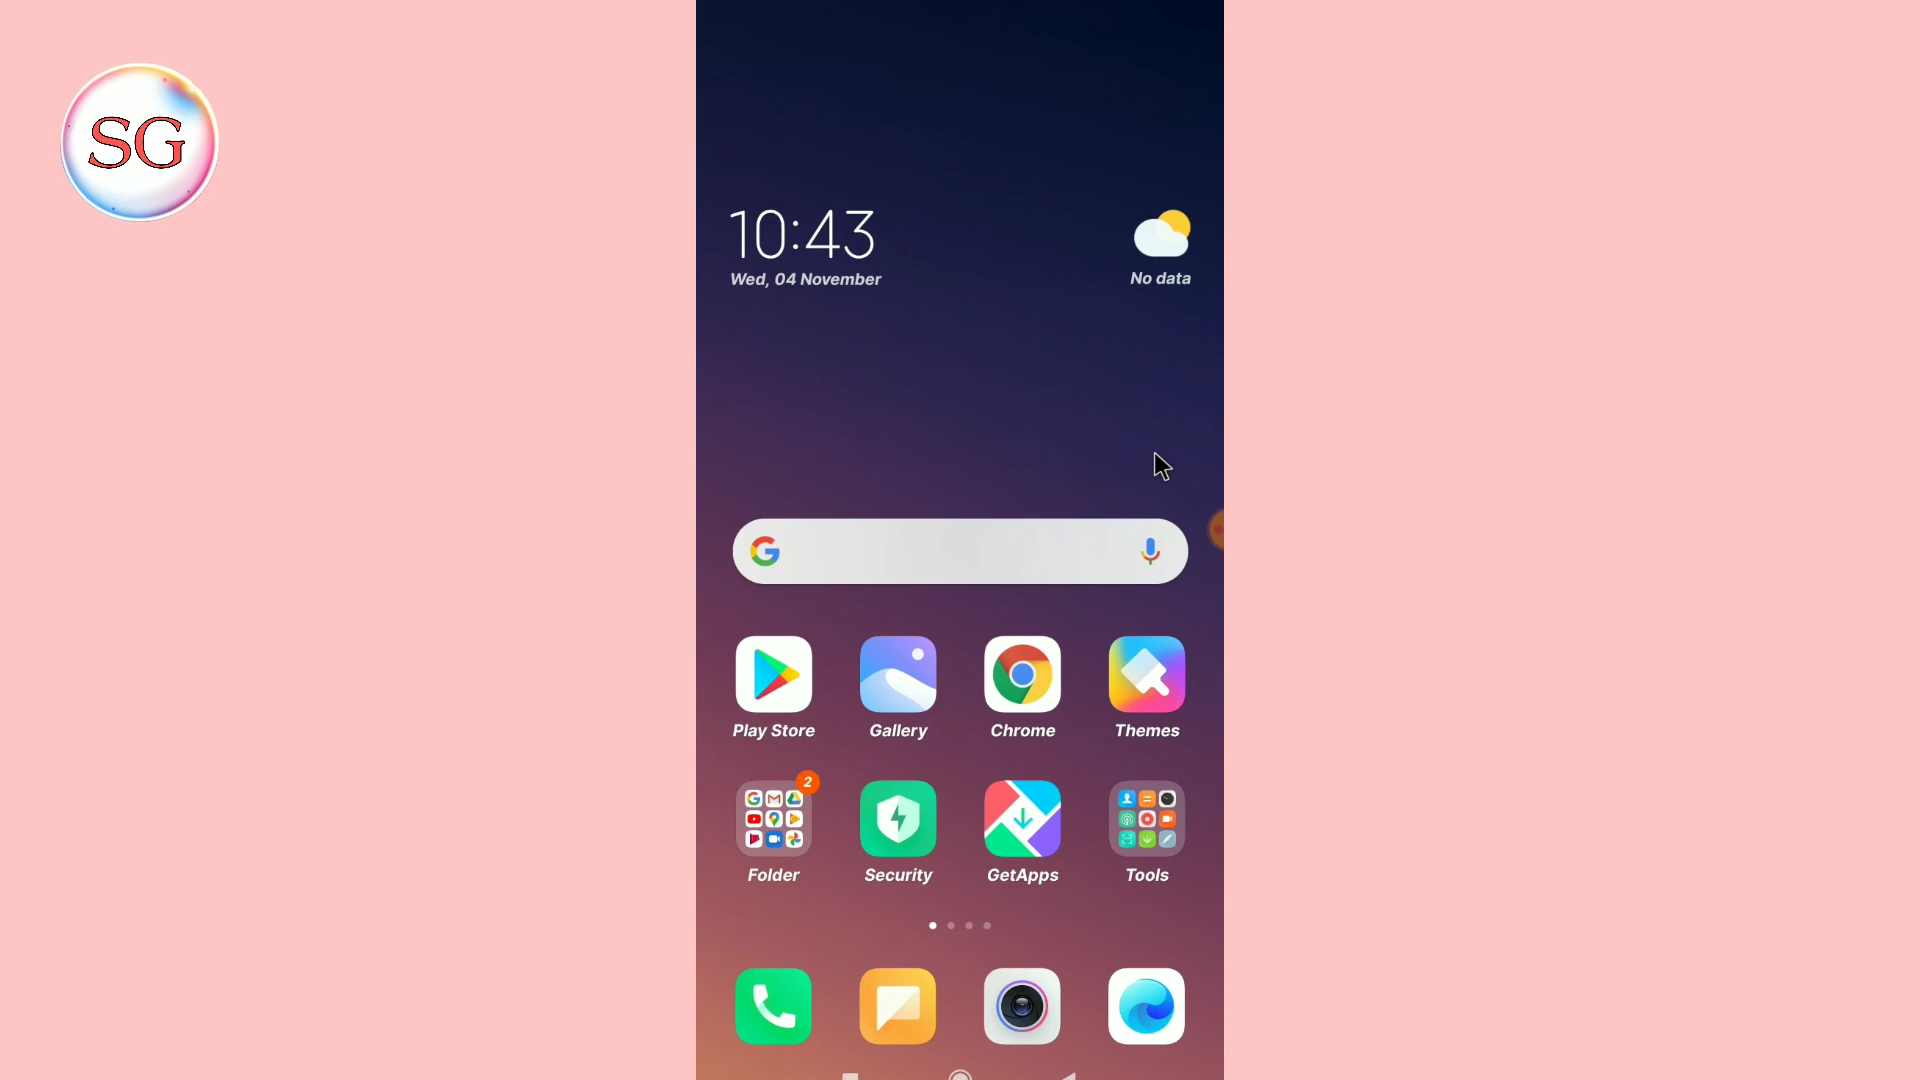 SG
10:43
Wed, 04 November
No data
Play Store
Gallery
Chrome
Themes
2
Folder
Security
GetApps
Tools